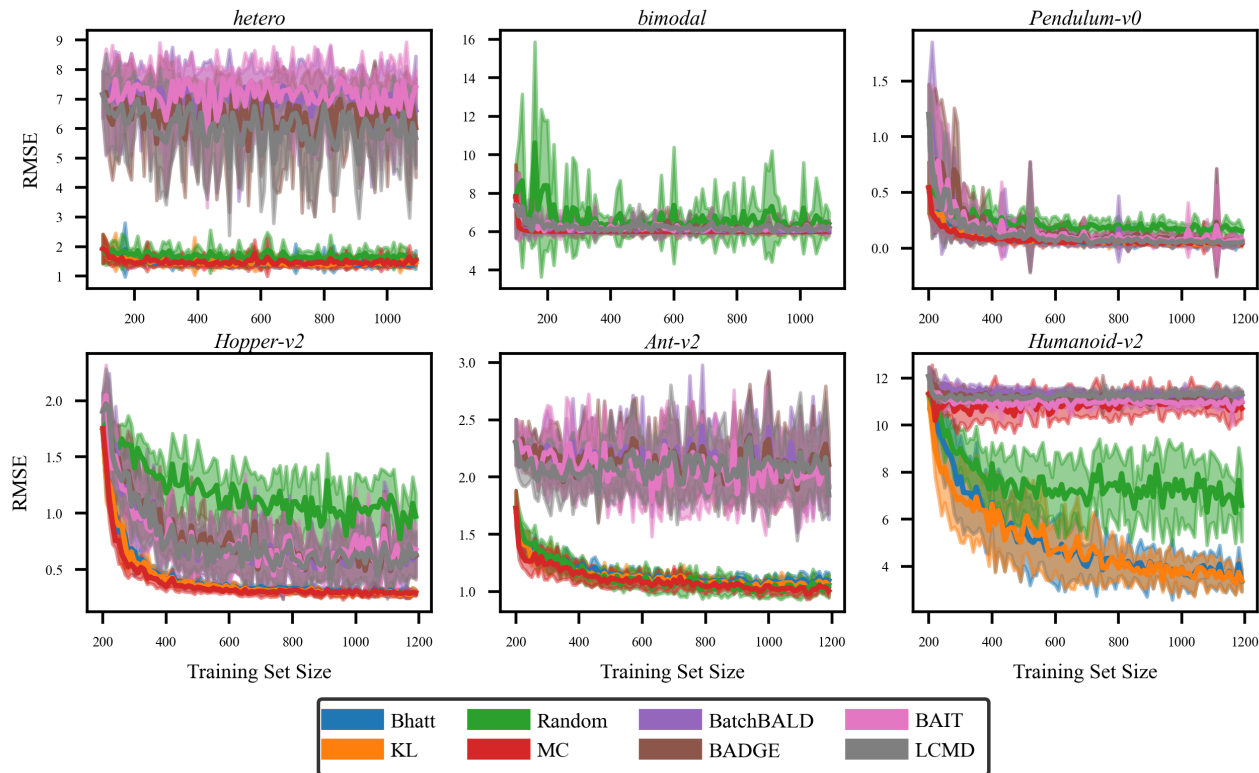 hetero bimodal Pendulum-v0
RMSE
9
8
7
6
5
4
3
2
1
200 400 600 800 1000
16
14
12
10
8
6
4
200 400 600 800 1000
1.5
1.0
0.5
0.0
200 400 600 800 1000 1200
Hopper-v2 Ant-v2 Humanoid-v2
RMSE
2.0
1.5
1.0
0.5
200 400 600 800 1000 1200
3.0
2.5
2.0
1.5
1.0
200 400 600 800 1000 1200
12
10
8
6
4
200 400 600 800 1000 1200
Training Set Size Training Set Size Training Set Size
Bhatt Random BatchBALD BAIT
KL MC BADGE LCMD